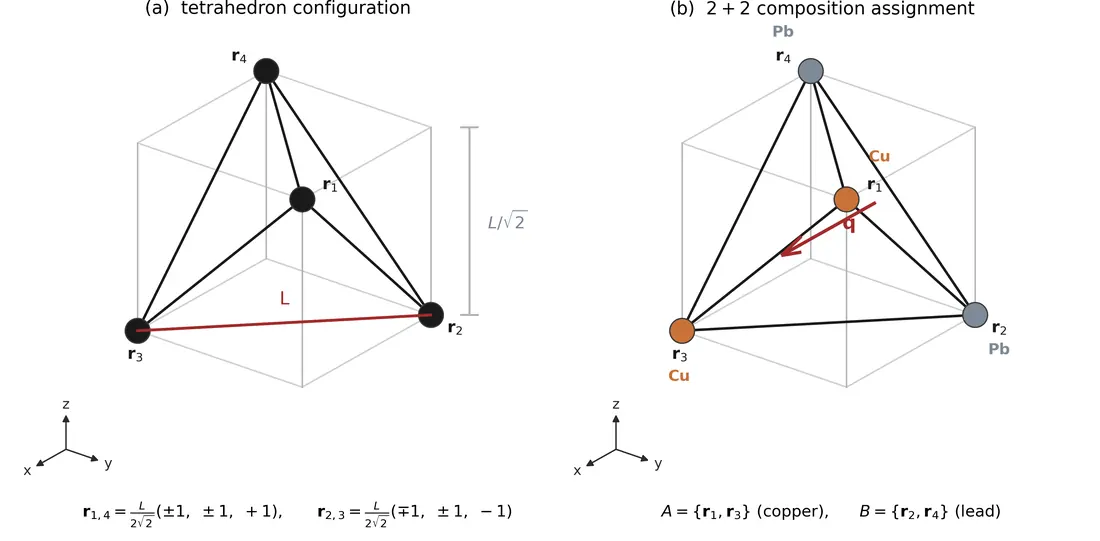 (a) tetrahedron configuration
r₄
r₁
L/√2
L
r₂
r₃
z
x
y
r₁,₄ = L/(2√2) (±1, ±1, +1), r₂,₃ = L/(2√2) (∓1, ±1, −1)
(b) 2 + 2 composition assignment
Pb
r₄
Cu
r₁
q
r₂
Pb
r₃
Cu
z
x
y
A = {r₁, r₃} (copper), B = {r₂, r₄} (lead)